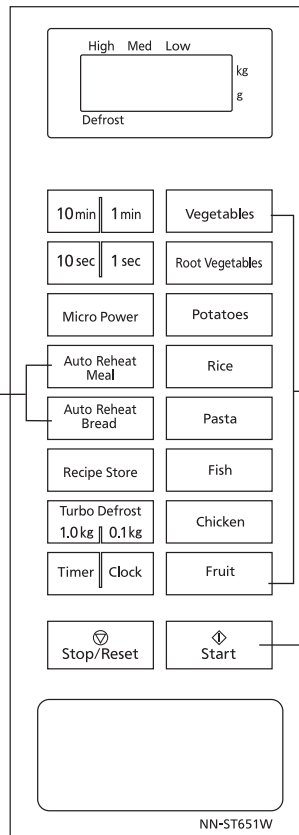 High Med Low
kg
g
Defrost
10 min 1 min Vegetables
10 sec 1 sec Root Vegetables
Micro Power Potatoes
Auto Reheat
Meal
Rice
Auto Reheat
Bread
Pasta
Recipe Store Fish
Turbo Defrost
1.0 kg 0.1 kg
Chicken
Timer Clock Fruit
Stop/Reset Start
NN-ST651W